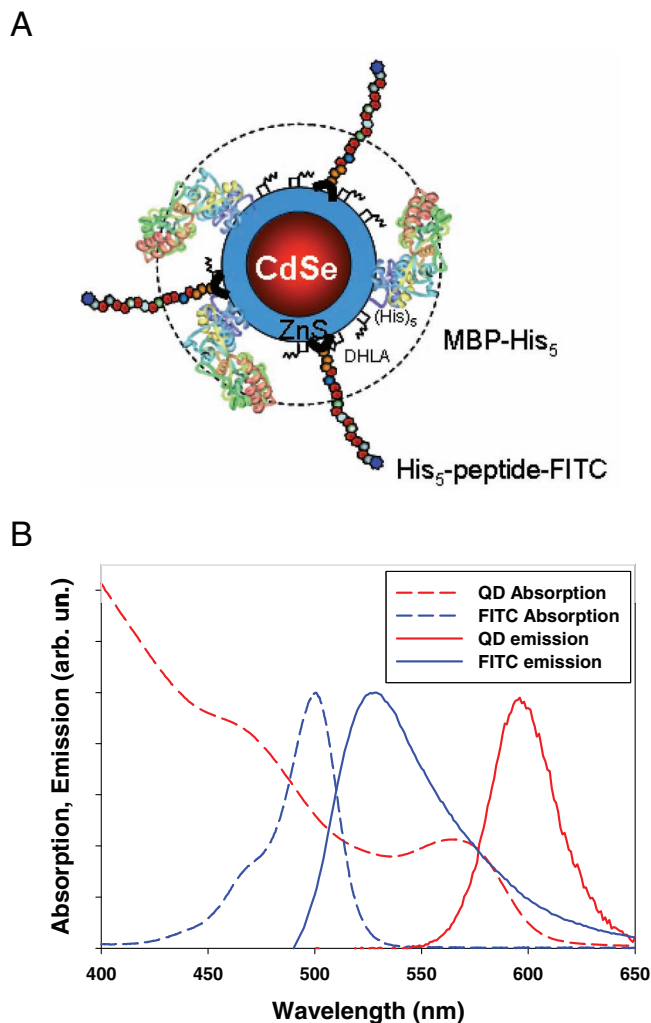 A
CdSe
ZnS
(His)5
DHLA
MBP-His5
His5-peptide-FITC
B
QD Absorption
FITC Absorption
QD emission
FITC emission
Absorption, Emission (arb. un.)
400 450 500 550 600 650
Wavelength (nm)